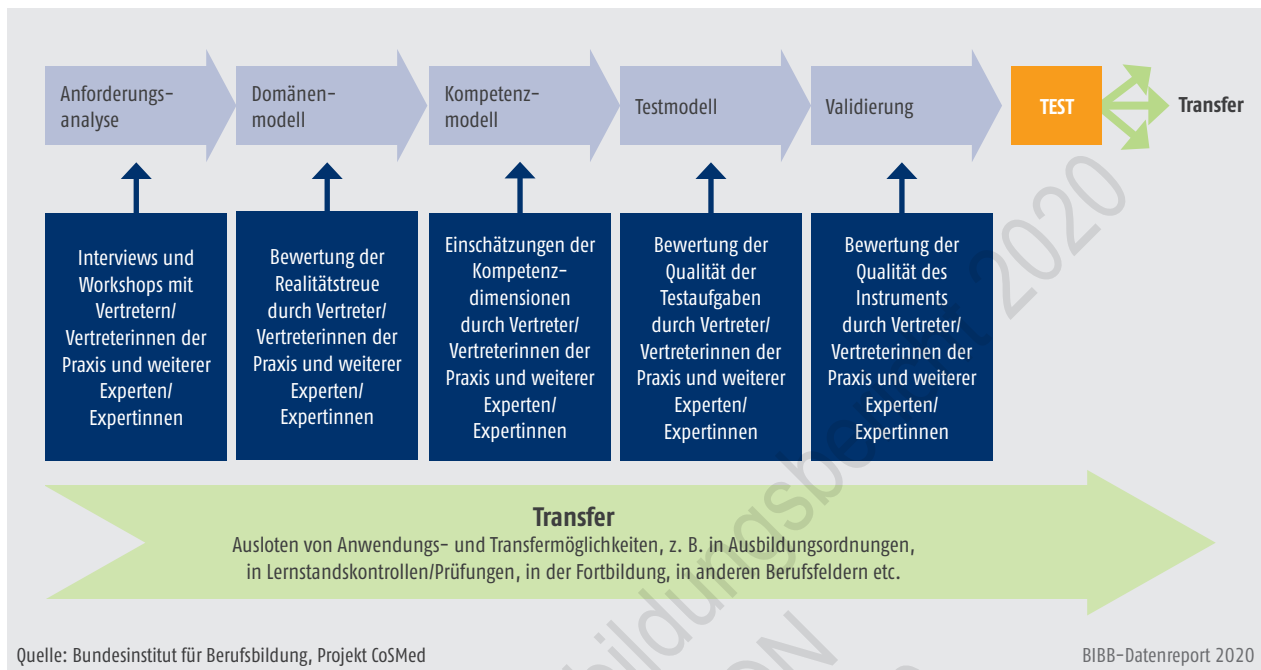 Anforderungs-
analyse
Domänen-
modell
Kompetenz-
modell
Testmodell
Validierung
TEST
Transfer
Interviews und
Workshops mit
Vertretern/
Vertreterinnen der
Praxis und weiterer
Experten/
Expertinnen
Bewertung der
Realitätstreue
durch Vertreter/
Vertreterinnen der
Praxis und weiterer
Experten/
Expertinnen
Einschätzungen der
Kompetenz-
dimensionen
durch Vertreter/
Vertreterinnen der
Praxis und weiterer
Experten/
Expertinnen
Bewertung der
Qualität der
Testaufgaben
durch Vertreter/
Vertreterinnen der
Praxis und weiterer
Experten/
Expertinnen
Bewertung der
Qualität des
Instruments
durch Vertreter/
Vertreterinnen der
Praxis und weiterer
Experten/
Expertinnen
Transfer
Ausloten von Anwendungs- und Transfermöglichkeiten, z. B. in Ausbildungsordnungen,
in Lernstandskontrollen/Prüfungen, in der Fortbildung, in anderen Berufsfeldern etc.
Quelle: Bundesinstitut für Berufsbildung, Projekt CoSMed
BIBB-Datenreport 2020
2020